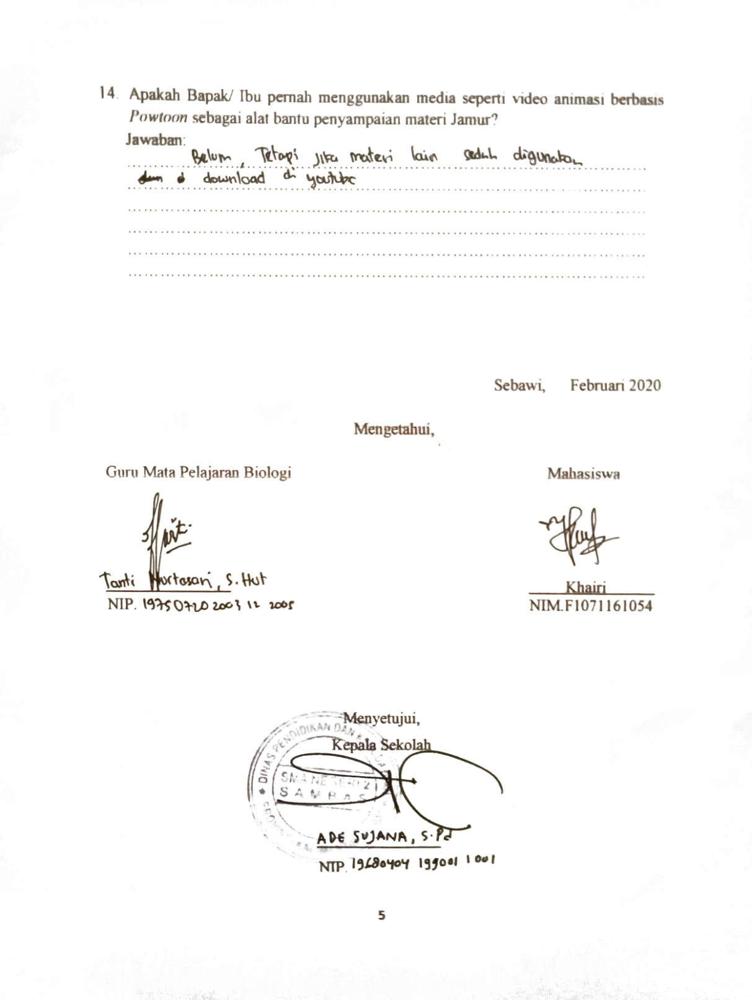 14. Apakah Bapak/ Ibu pernah menggunakan media seperti video animasi berbasis
Powtoon sebagai alat bantu penyampaian materi Jamur?
Jawaban:
Belum, Tetapi Jika materi lain sudah digunakan
download di youtube
Sebawi, Februari 2020
Mengetahui,
Guru Mata Pelajaran Biologi
Mahasiswa
Tanti Nurtasari, S.Hut
NIP. 19750720 2003 12 2005
Khairi
NIM.F1071161054
Menyetujui,
Kepala Sekolah
DINAS PENDIDIKAN DAN
SMA NEGERI 2
SAMBAS
ADE SUJANA, S.Pd
NIP. 19680404 199001 1 001
5